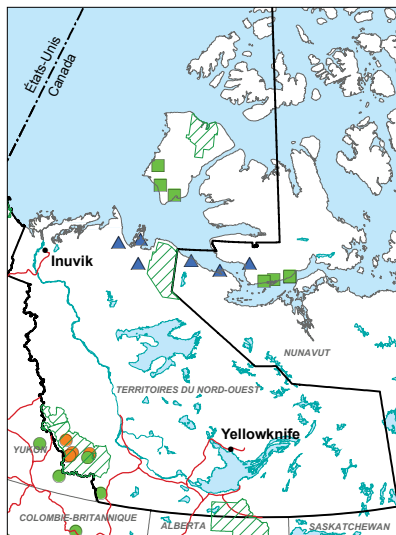 États-Unis
Canada
Inuvik
NUNAVUT
TERRITOIRES DU NORD-OUEST
Yellowknife
YUKON
COLOMBIE-BRITANNIQUE
ALBERTA
SASKATCHEWAN